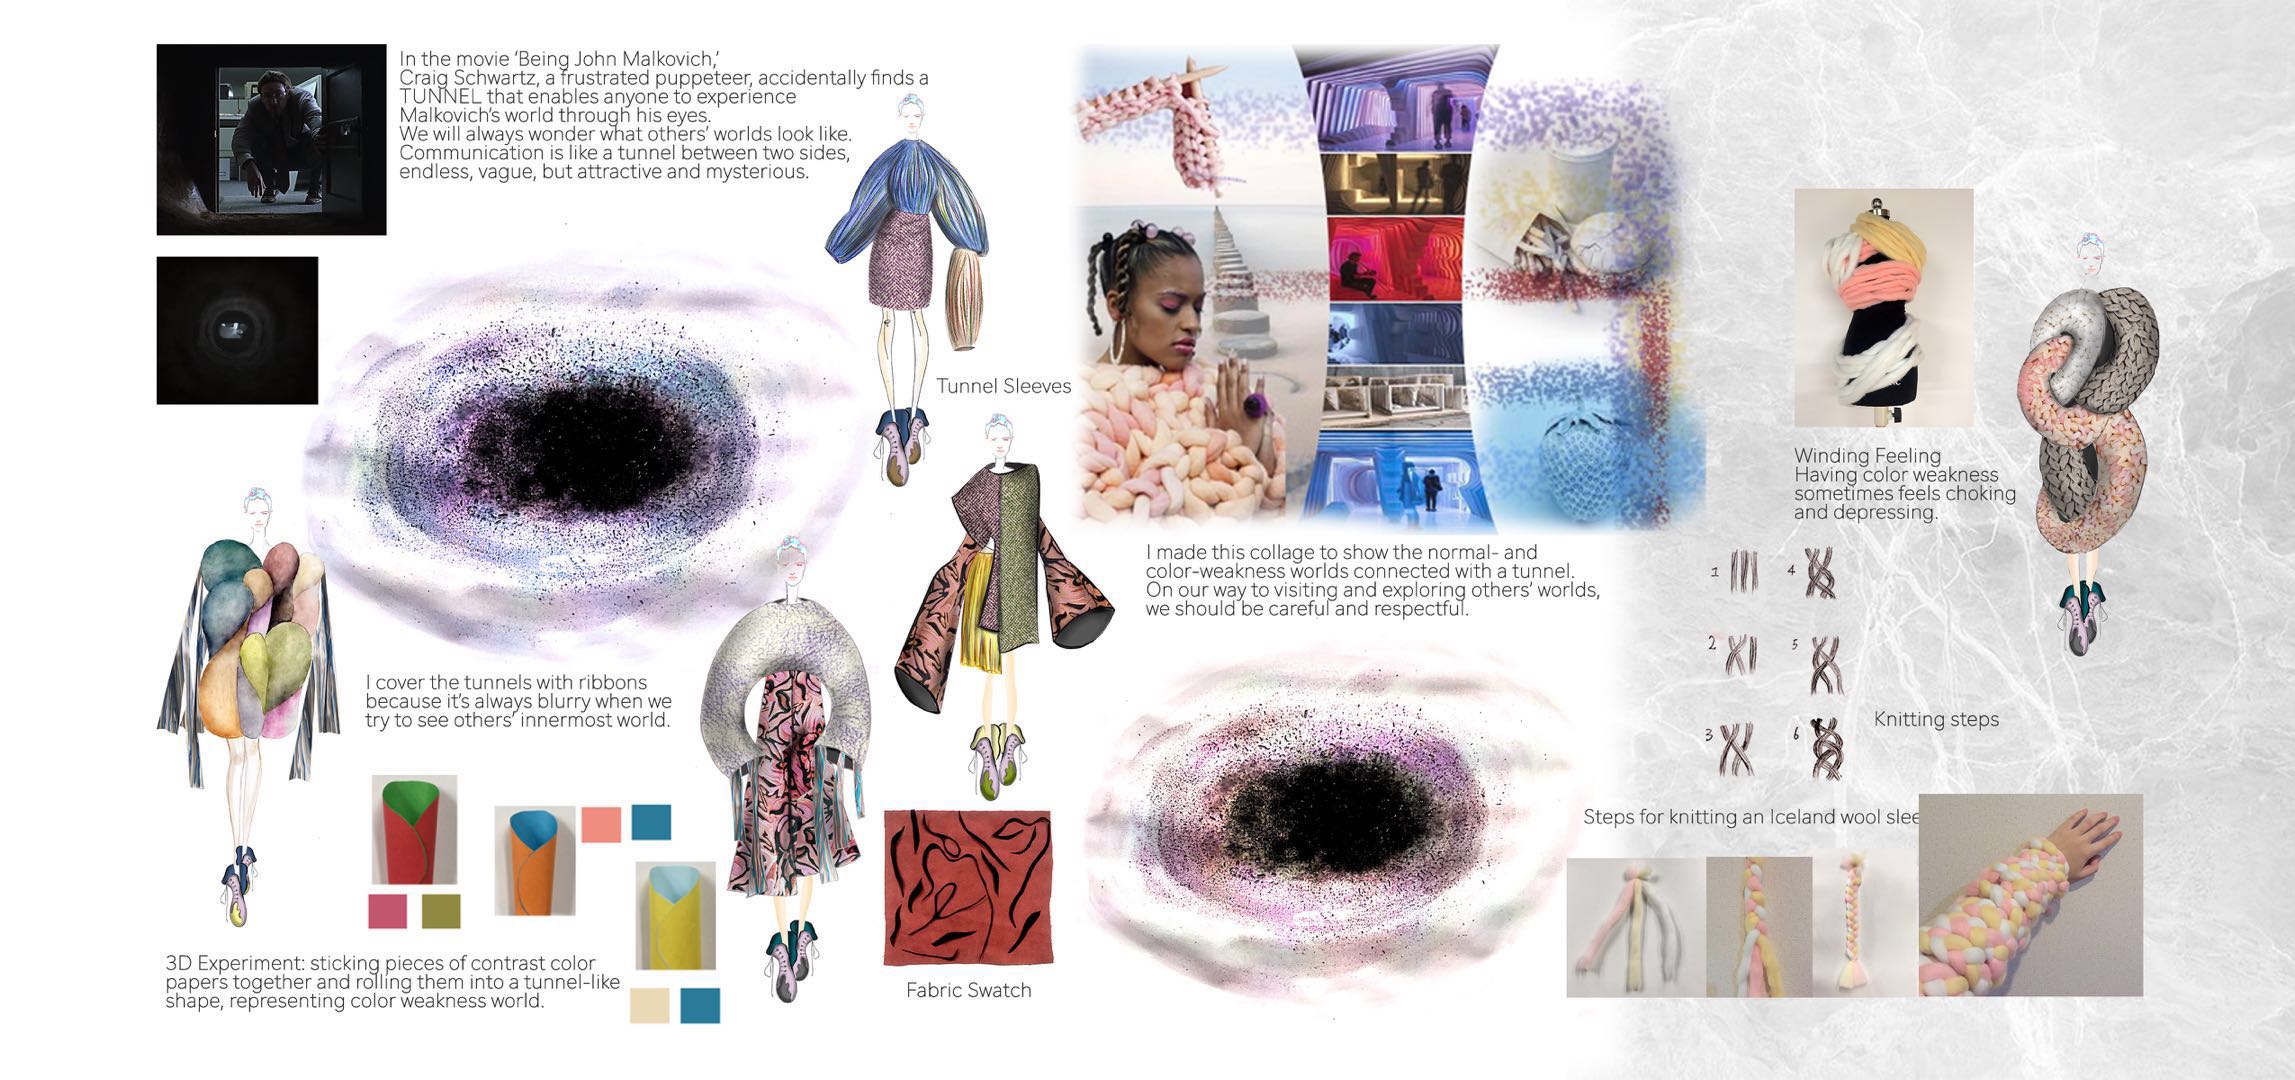 In the movie ‘Being John Malkovich,’
Craig Schwartz, a frustrated puppeteer, accidentally finds a
TUNNEL that enables anyone to experience
Malkovich’s world through his eyes.
We will always wonder what others’ worlds look like.
Communication is like a tunnel between two sides,
endless, vague, but attractive and mysterious.
Tunnel Sleeves
I cover the tunnels with ribbons
because it’s always blurry when we
try to see others’ innermost world.
3D Experiment: sticking pieces of contrast color
papers together and rolling them into a tunnel-like
shape, representing color weakness world.
Fabric Swatch
I made this collage to show the normal- and
color-weakness worlds connected with a tunnel.
On our way to visiting and exploring others’ worlds,
we should be careful and respectful.
Winding Feeling
Having color weakness
sometimes feels choking
and depressing.
1
4
2
5
3
6
Knitting steps
Steps for knitting an Iceland wool slee